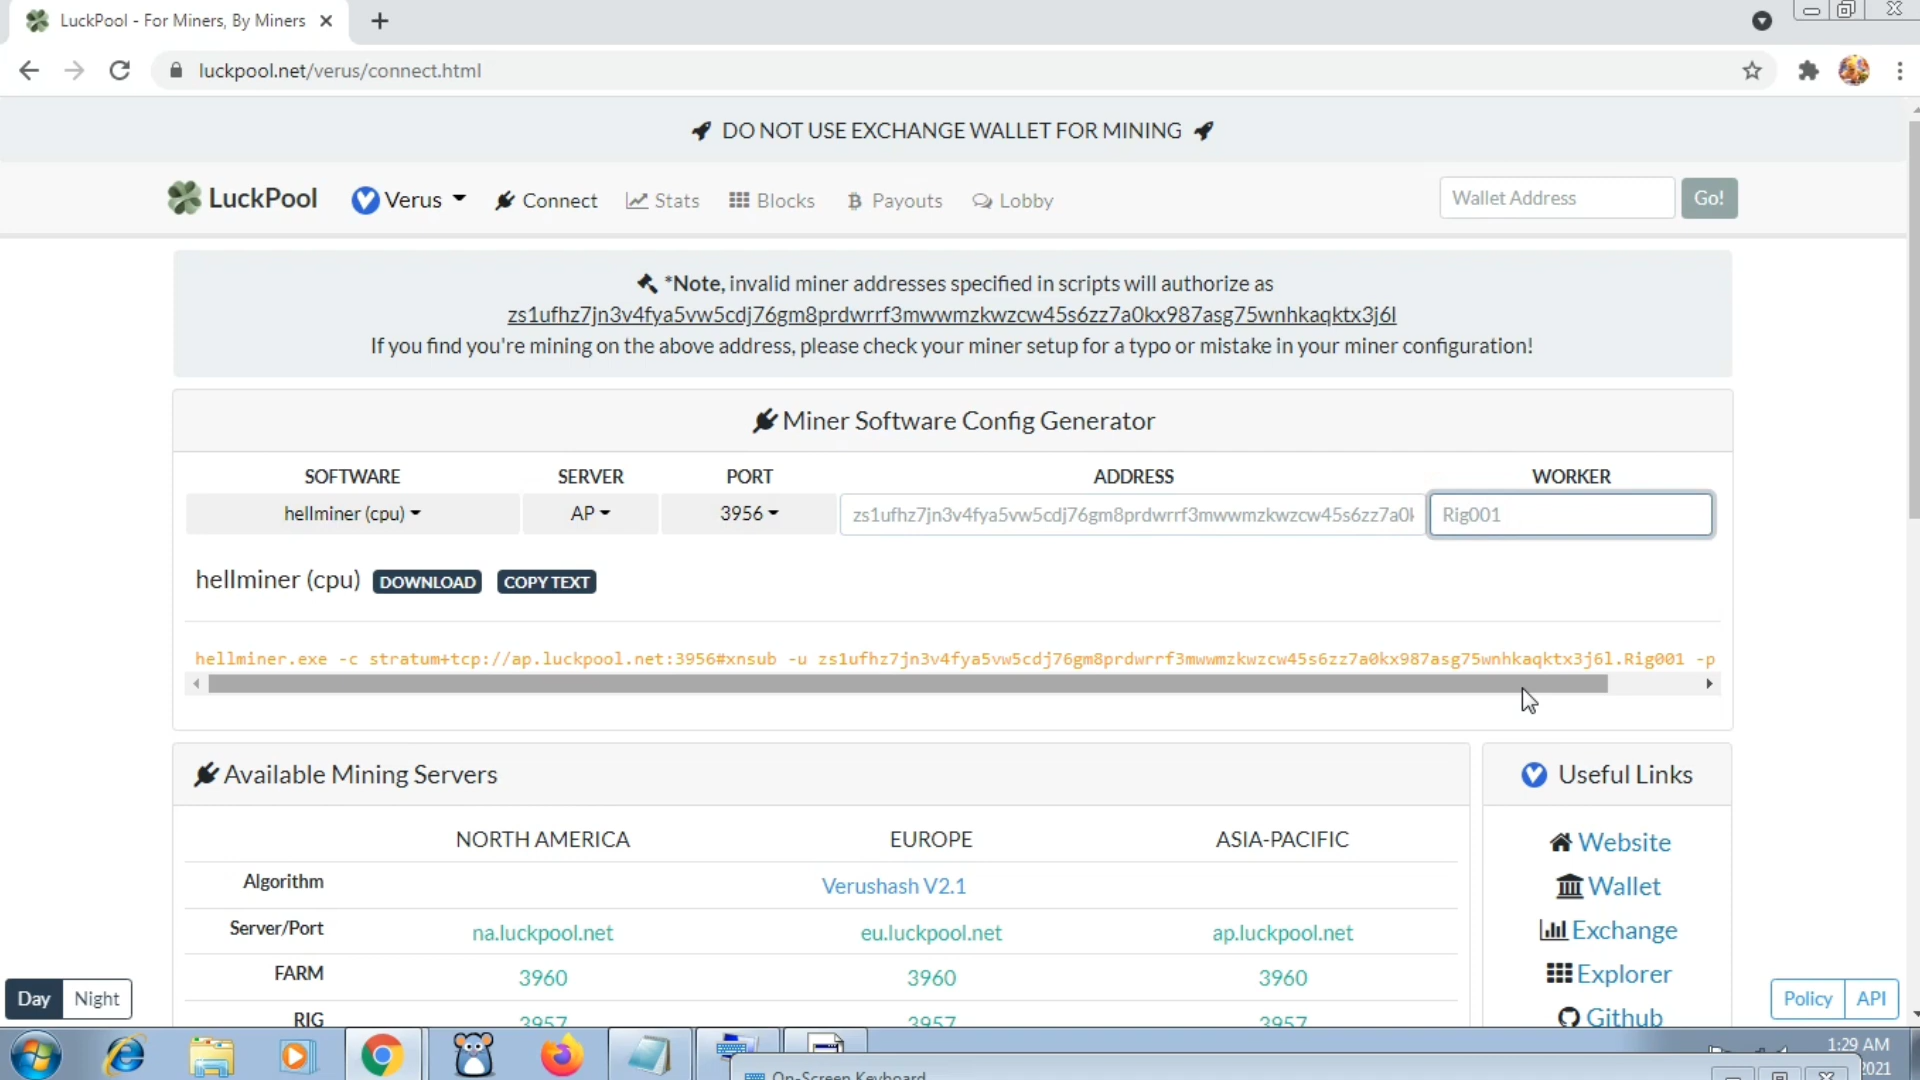 LuckPool - For Miners, By Miners
luckpool.net/verus/connect.html
DO NOT USE EXCHANGE WALLET FOR MINING
LuckPool Verus Connect Stats Blocks Payouts Lobby Wallet Address Go!
*Note, invalid miner addresses specified in scripts will authorize as
zs1ufhz7jn3v4fya5vw5cdj76gm8prdwrrf3mwwmzkwzcw45s6zz7a0kx987asg75wnhkaqktx3j6l
If you find you're mining on the above address, please check your miner setup for a typo or mistake in your miner configuration!
Miner Software Config Generator
SOFTWARE SERVER PORT ADDRESS WORKER
hellminer (cpu) AP 3956 zs1ufhz7jn3v4fya5vw5cdj76gm8prdwrrf3mwwmzkwzcw45s6zz7a0 Rig001
hellminer (cpu) DOWNLOAD COPY TEXT
hellminer.exe -c stratum+tcp://ap.luckpool.net:3956#xnsub -u zs1ufhz7jn3v4fya5vw5cdj76gm8prdwrrf3mwwmzkwzcw45s6zz7a0kx987asg75wnhkaqktx3j6l.Rig001 -p
Available Mining Servers
NORTH AMERICA EUROPE ASIA-PACIFIC
Algorithm Verushash V2.1
Server/Port na.luckpool.net eu.luckpool.net ap.luckpool.net
FARM 3960 3960 3960
RIG 3957 3957 3957
Useful Links
Website
Wallet
Exchange
Explorer
Github
Day Night
Policy API
1:29 AM
2021
On-Screen Keyboard